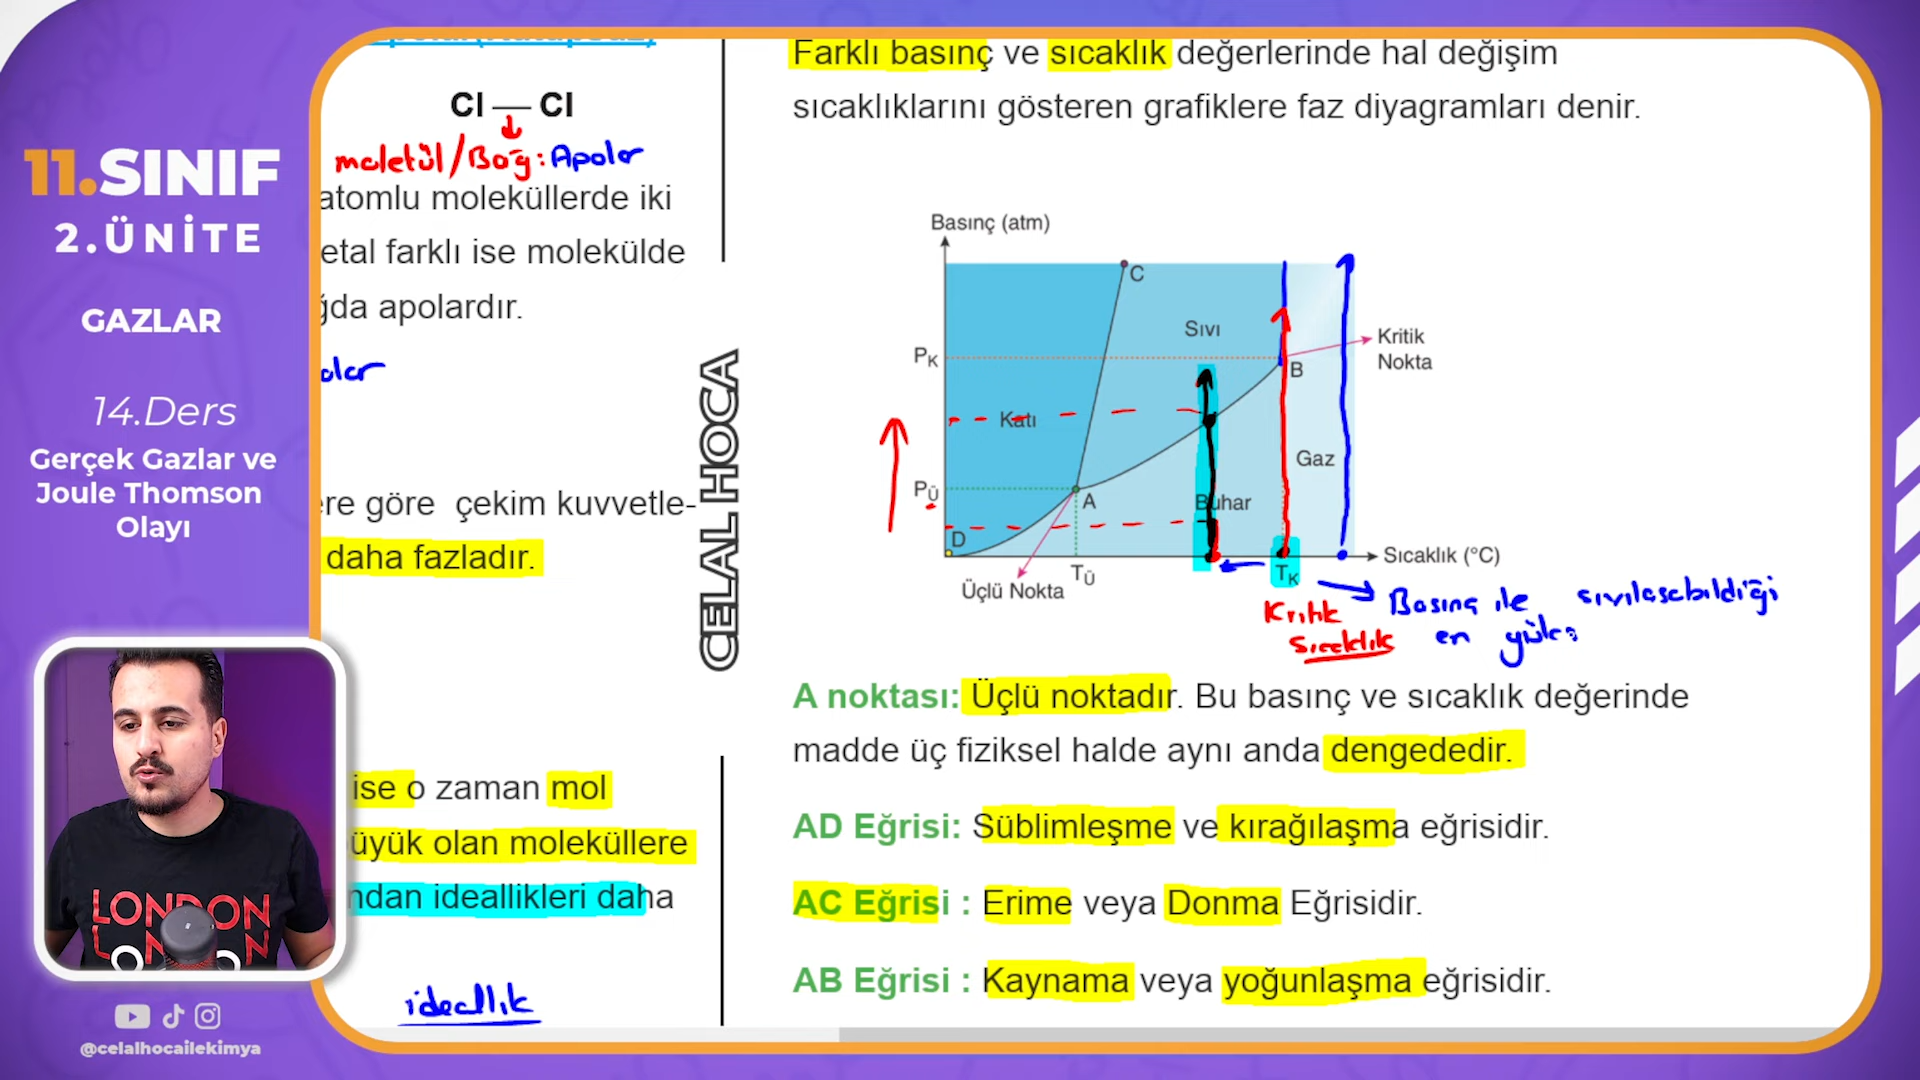 11.SINIF
2.ÜNİTE
GAZLAR
14.Ders
Gerçek Gazlar ve
Joule Thomson
Olayı
@celalhocailekimya
Cl — Cl
molekül/Bağ: Apolar
atomlu moleküllerde iki
etal farklı ise molekülde
ğda apolardır.
olar
ere göre çekim kuvvetle-
daha fazladır.
ise o zaman mol
üyük olan moleküllere
ndan ideallikleri daha
ideallik
CELAL HOCA
Farklı basınç ve sıcaklık değerlerinde hal değişim
sıcaklıklarını gösteren grafiklere faz diyagramları denir.
Basınç (atm)
C
Sıvı
Kritik
Nokta
PK
B
Katı
Gaz
PÜ
A
Buhar
D
Sıcaklık (°C)
TÜ
TK
Üçlü Nokta
Kritik
Sıcaklık
Basınç ile sıvılaşabildiği
en yüks
A noktası: Üçlü noktadır. Bu basınç ve sıcaklık değerinde
madde üç fiziksel halde aynı anda dengededir.
AD Eğrisi: Süblimleşme ve kırağılaşma eğrisidir.
AC Eğrisi : Erime veya Donma Eğrisidir.
AB Eğrisi : Kaynama veya yoğunlaşma eğrisidir.
LONDON